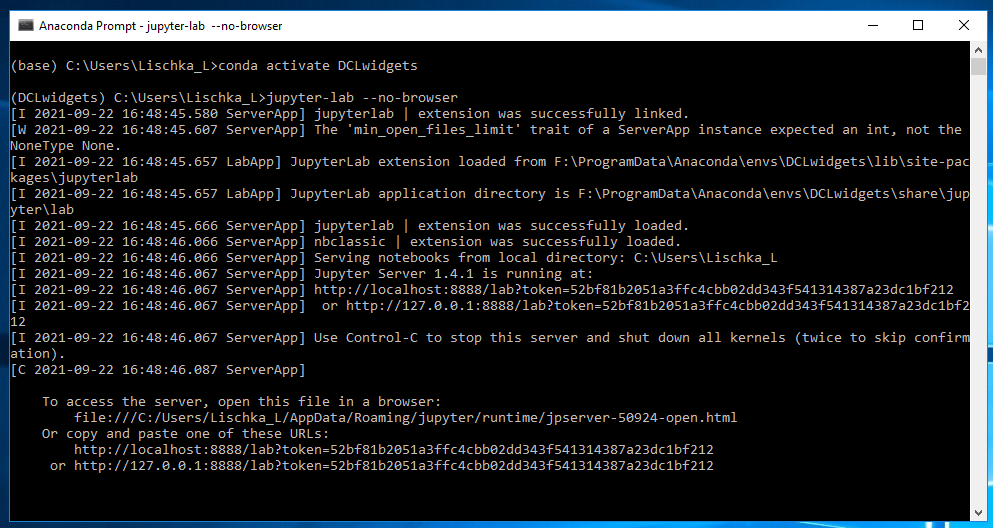 Anaconda Prompt - jupyter-lab  --no-browser
(base) C:\Users\Lischka_L>conda activate DCLwidgets
(DCLwidgets) C:\Users\Lischka_L>jupyter-lab --no-browser
[I 2021-09-22 16:48:45.580 ServerApp] jupyterlab | extension was successfully linked.
[W 2021-09-22 16:48:45.607 ServerApp] The 'min_open_files_limit' trait of a ServerApp instance expected an int, not the
NoneType None.
[I 2021-09-22 16:48:45.657 LabApp] JupyterLab extension loaded from F:\ProgramData\Anaconda\envs\DCLwidgets\lib\site-pac
kages\jupyterlab
[I 2021-09-22 16:48:45.657 LabApp] JupyterLab application directory is F:\ProgramData\Anaconda\envs\DCLwidgets\share\jup
yter\lab
[I 2021-09-22 16:48:45.666 ServerApp] jupyterlab | extension was successfully loaded.
[I 2021-09-22 16:48:46.066 ServerApp] nbclassic | extension was successfully loaded.
[I 2021-09-22 16:48:46.066 ServerApp] Serving notebooks from local directory: C:\Users\Lischka_L
[I 2021-09-22 16:48:46.067 ServerApp] Jupyter Server 1.4.1 is running at:
[I 2021-09-22 16:48:46.067 ServerApp] http://localhost:8888/lab?token=52bf81b2051a3ffc4cbb02dd343f541314387a23dc1bf212
[I 2021-09-22 16:48:46.067 ServerApp]  or http://127.0.0.1:8888/lab?token=52bf81b2051a3ffc4cbb02dd343f541314387a23dc1bf2
12
[I 2021-09-22 16:48:46.067 ServerApp] Use Control-C to stop this server and shut down all kernels (twice to skip confirm
ation).
[C 2021-09-22 16:48:46.087 ServerApp]
To access the server, open this file in a browser:
file:///C:/Users/Lischka_L/AppData/Roaming/jupyter/runtime/jpserver-50924-open.html
Or copy and paste one of these URLs:
http://localhost:8888/lab?token=52bf81b2051a3ffc4cbb02dd343f541314387a23dc1bf212
or http://127.0.0.1:8888/lab?token=52bf81b2051a3ffc4cbb02dd343f541314387a23dc1bf212